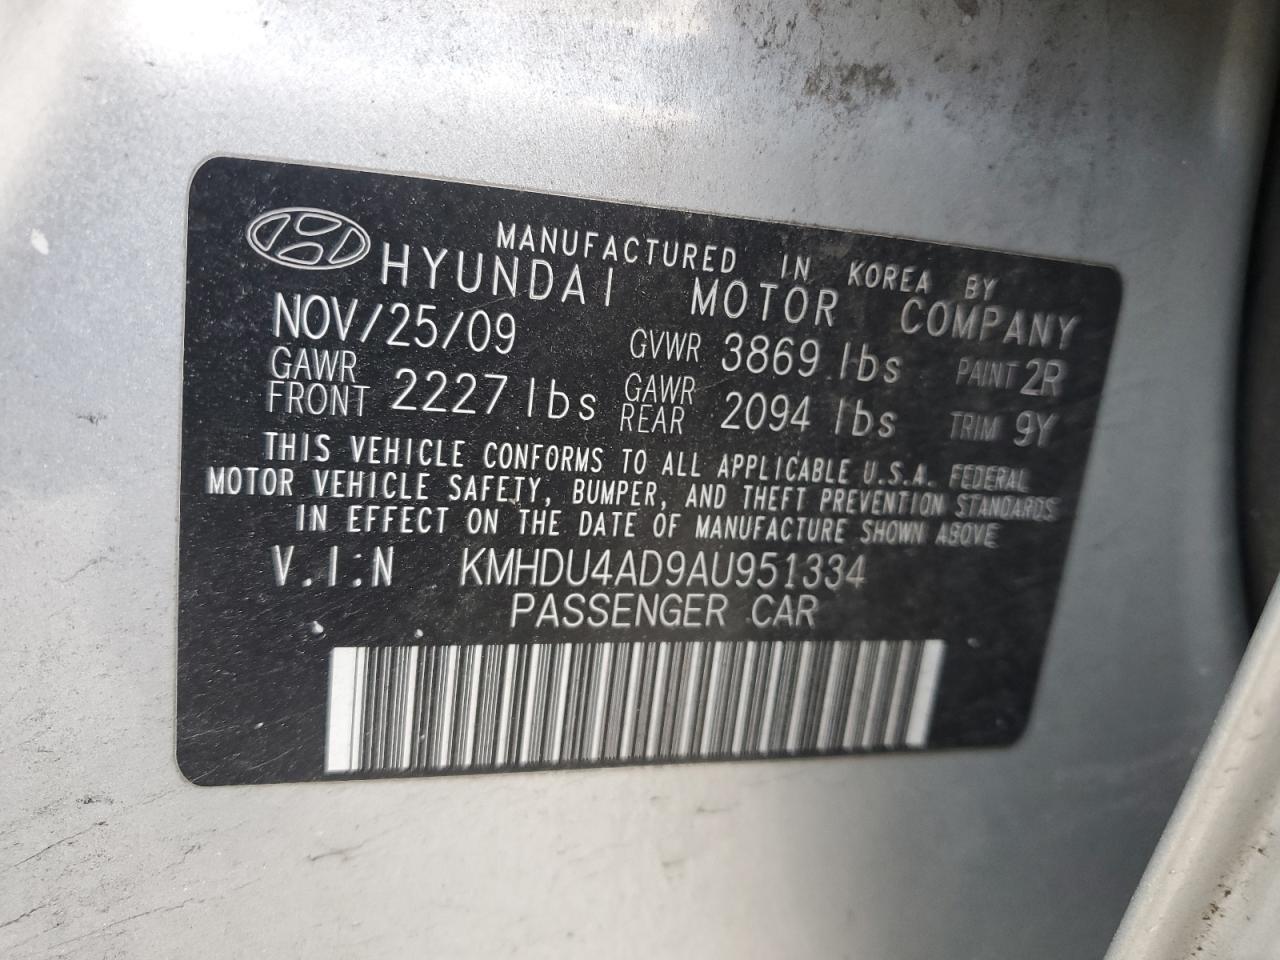 MANUFACTURED IN KOREA BY
HYUNDAI MOTOR COMPANY
NOV/25/09 GVWR 3869 lbs PAINT 2R
GAWR FRONT 2227 lbs GAWR REAR 2094 lbs TRIM 9Y
THIS VEHICLE CONFORMS TO ALL APPLICABLE U.S.A. FEDERAL
MOTOR VEHICLE SAFETY, BUMPER, AND THEFT PREVENTION STANDARDS
IN EFFECT ON THE DATE OF MANUFACTURE SHOWN ABOVE
V.I.N KMHDU4AD9AU951334
PASSENGER CAR